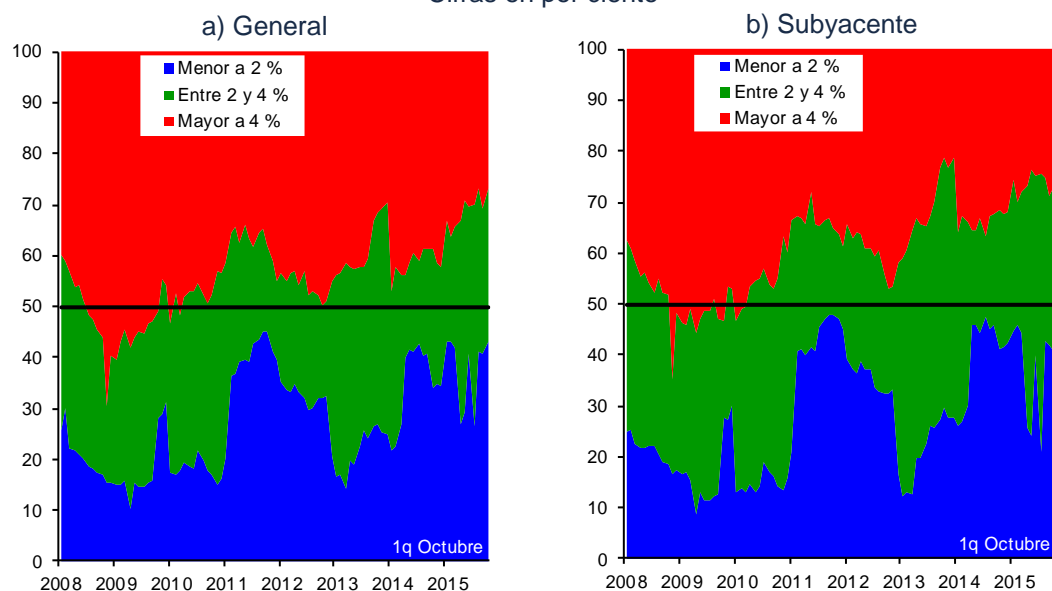 Cifras en por ciento
a) General
100
90
80
70
60
50
40
30
20
10
0
Menor a 2 %
Entre 2 y 4 %
Mayor a 4 %
1q Octubre
2008 2009 2010 2011 2012 2013 2014 2015
b) Subyacente
100
90
80
70
60
50
40
30
20
10
0
Menor a 2 %
Entre 2 y 4 %
Mayor a 4 %
1q Octubre
2008 2009 2010 2011 2012 2013 2014 2015